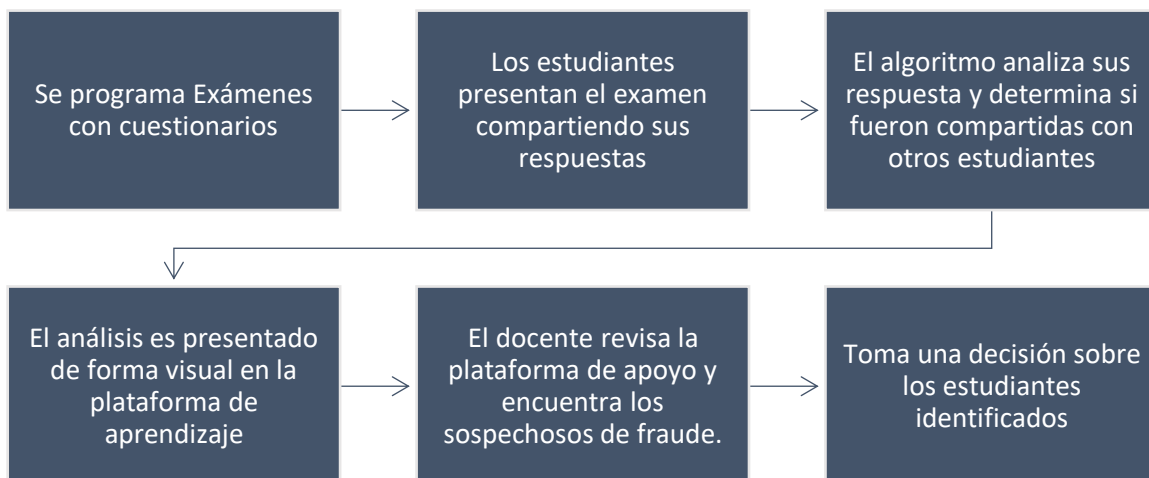 Se programa Exámenes
con cuestionarios
Los estudiantes
presentan el examen
compartiendo sus
respuestas
El algoritmo analiza sus
respuesta y determina si
fueron compartidas con
otros estudiantes
El análisis es presentado
de forma visual en la
plataforma de
aprendizaje
El docente revisa la
plataforma de apoyo y
encuentra los
sospechosos de fraude.
Toma una decisión sobre
los estudiantes
identificados